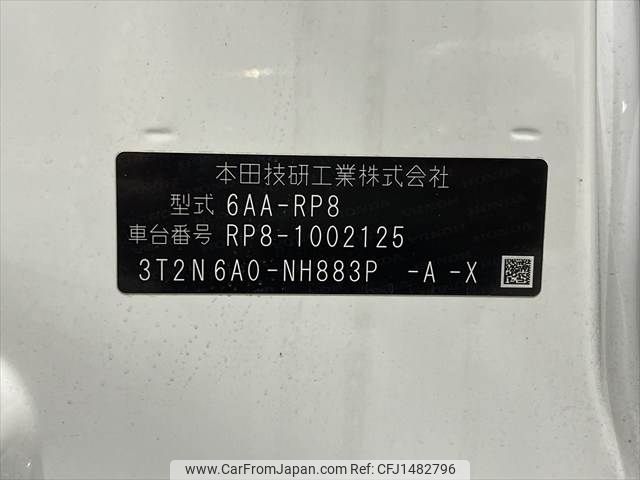 本田技研工業株式会社
型式 6AA-RP8
車台番号 RP8-1002125
3T2N6A0-NH883P -A -X
www.CarFromJapan.com | Ref No: CFJ1482796